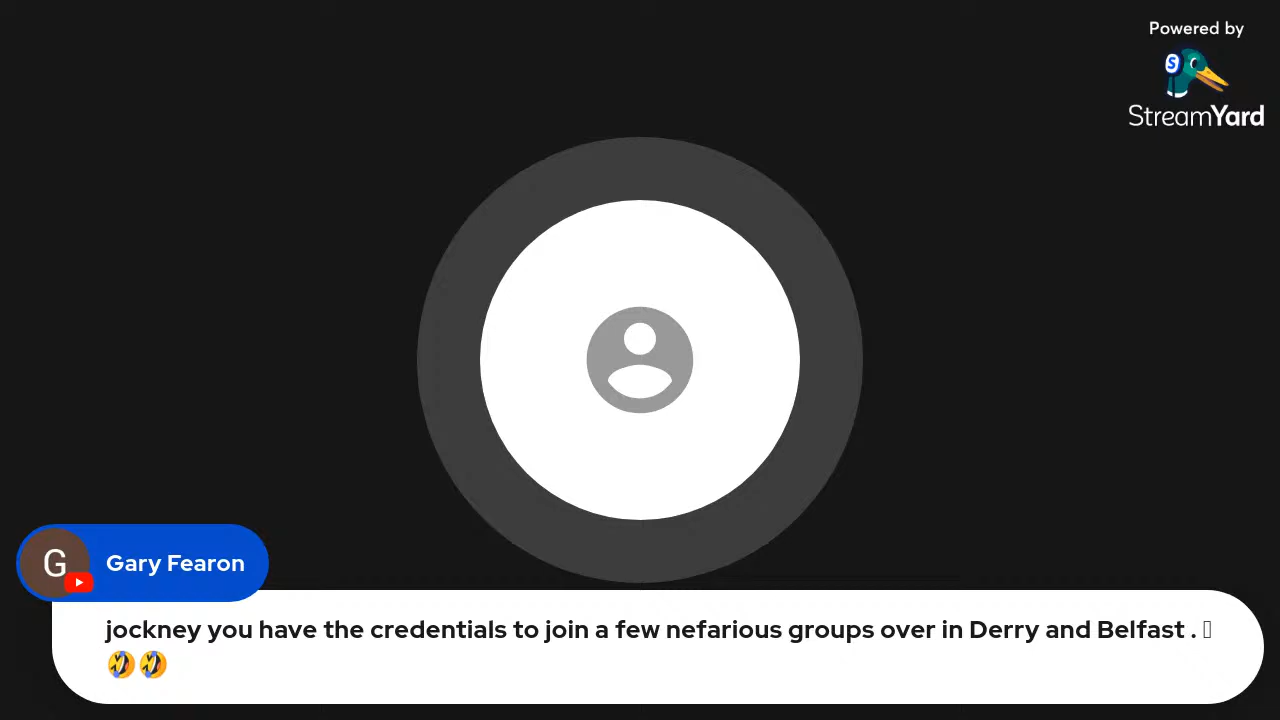 Powered by
S
StreamYard
G
Gary Fearon
jockney you have the credentials to join a few nefarious groups over in Derry and Belfast . 
🤣🤣